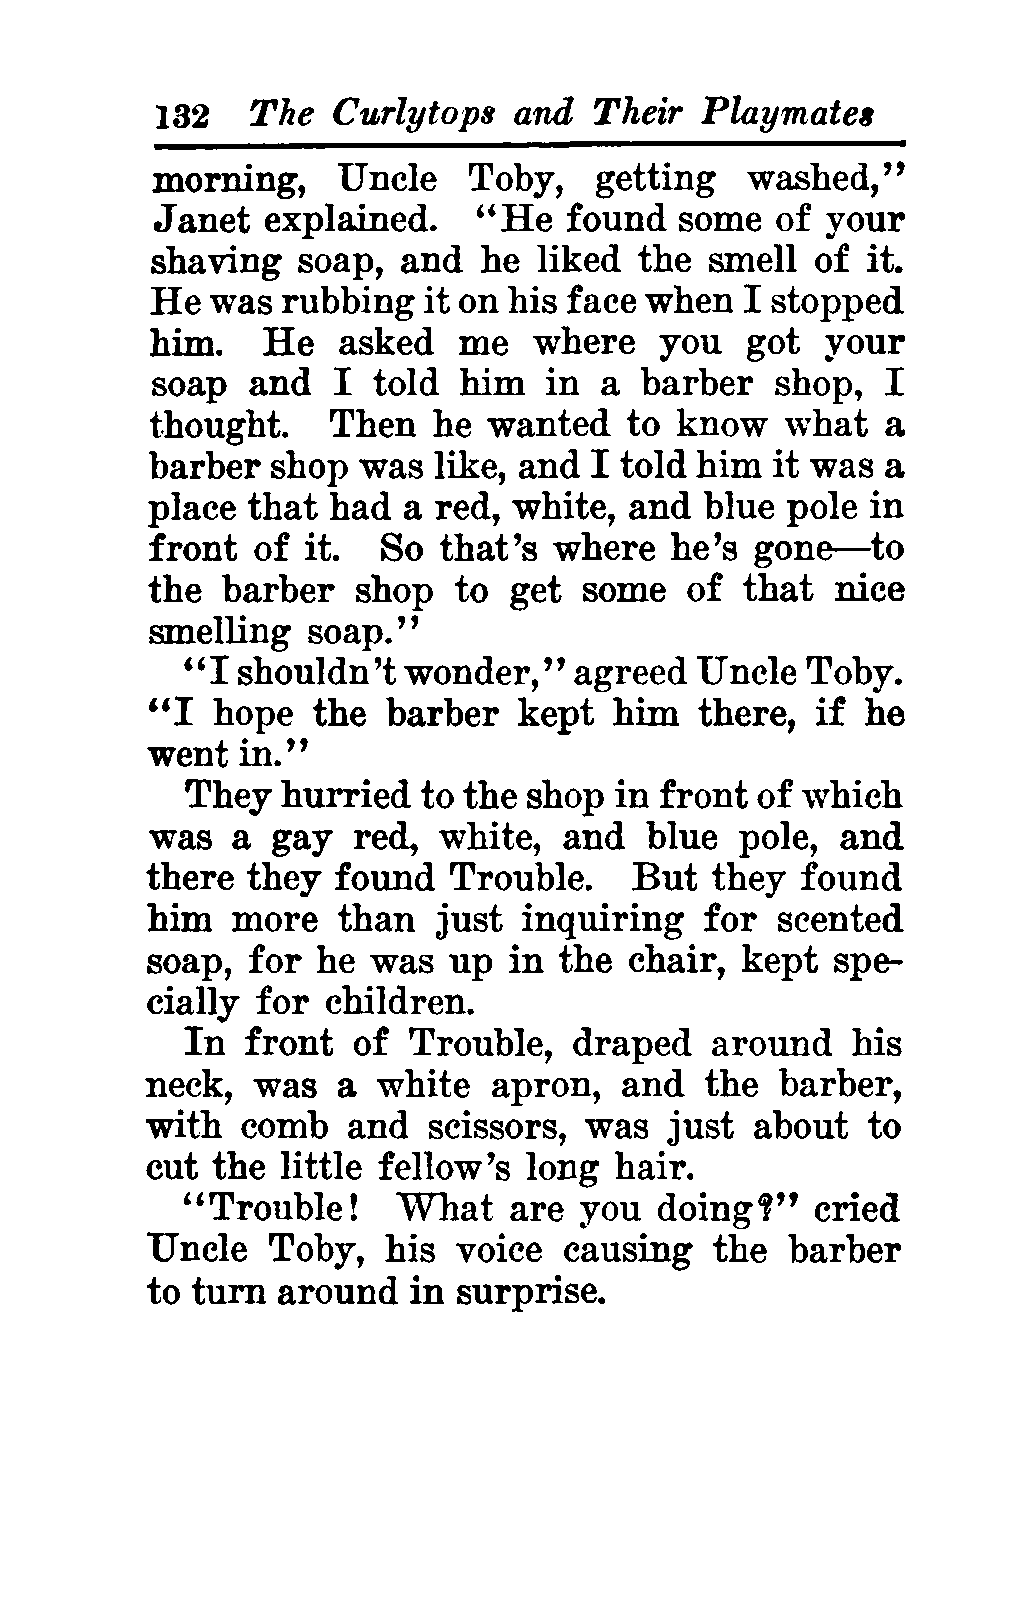 132 The Curlytops and Their Playmates
morning, Uncle Toby, getting washed,"
Janet explained. "He found some of your
shaving soap, and he liked the smell of it.
He was rubbing it on his face when I stopped
him. He asked me where you got your
soap and I told him in a barber shop, I
thought. Then he wanted to know what a
barber shop was like, and I told him it was a
place that had a red, white, and blue pole in
front of it. So that's where he's gone—to
the barber shop to get some of that nice
smelling soap."
"I shouldn't wonder," agreed Uncle Toby.
"I hope the barber kept him there, if he
went in."
They hurried to the shop in front of which
was a gay red, white, and blue pole, and
there they found Trouble. But they found
him more than just inquiring for scented
soap, for he was up in the chair, kept spe-
cially for children.
In front of Trouble, draped around his
neck, was a white apron, and the barber,
with comb and scissors, was just about to
cut the little fellow's long hair.
"Trouble! What are you doing?" cried
Uncle Toby, his voice causing the barber
to turn around in surprise.